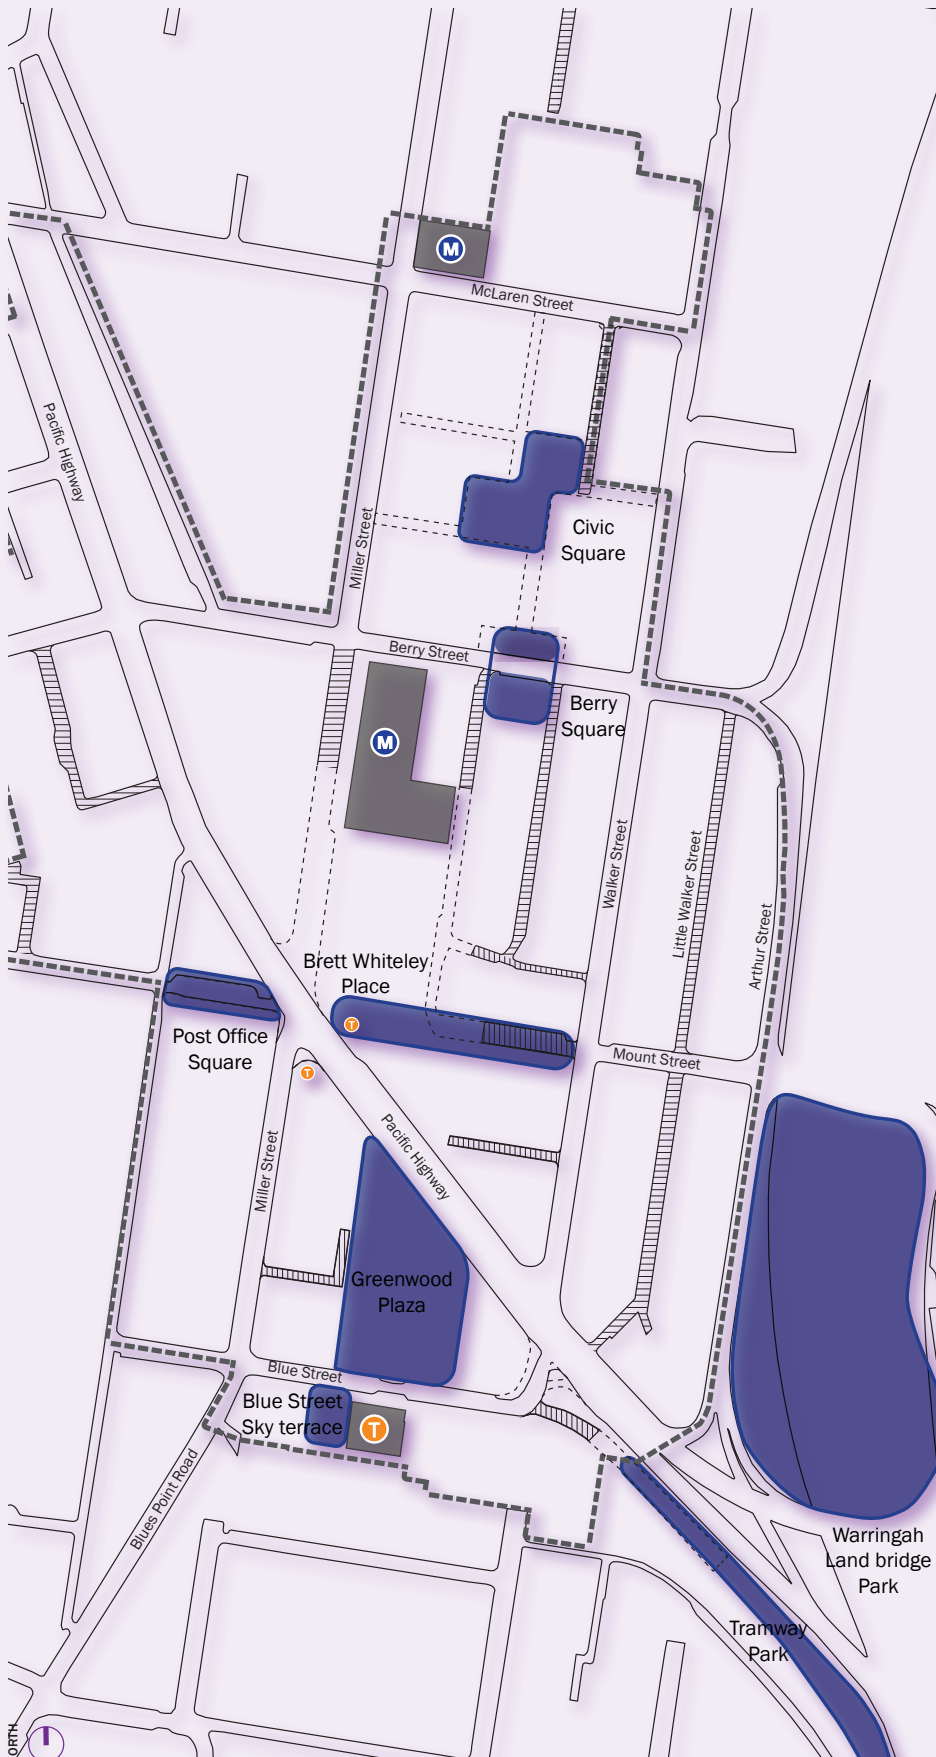 M
McLaren Street
Pacific Highway
Miller Street
Civic
Square
Berry Street
Berry
Square
M
Walker Street
Little Walker Street
Arthur Street
Brett Whiteley
Place
T
Post Office
Square
T
Mount Street
Miller Street
Pacific Highway
Greenwood
Plaza
Blue Street
Blue Street
Sky terrace
T
Blues Point Road
Warringah
Land bridge
Park
Tramway
Park
ORTH